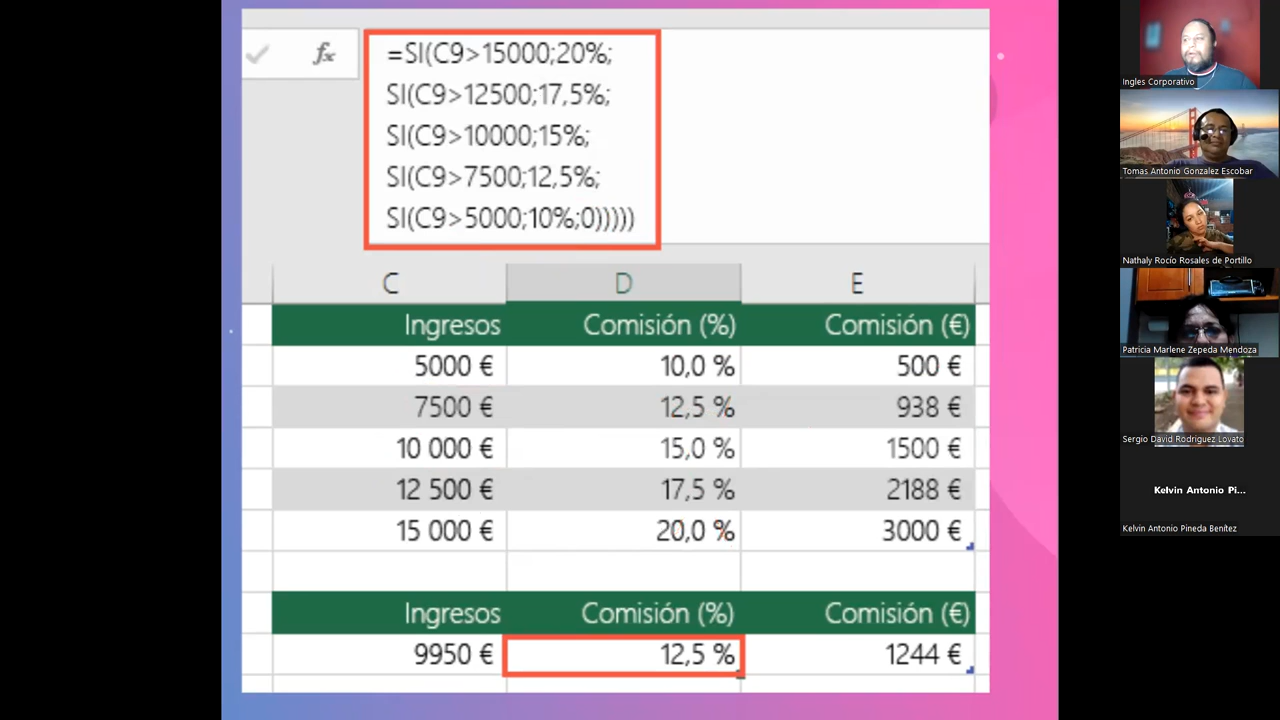 fx
=SI(C9>15000;20%;
SI(C9>12500;17,5%;
SI(C9>10000;15%;
SI(C9>7500;12,5%;
SI(C9>5000;10%;0)))))
C D E
Ingresos Comisión (%) Comisión (€)
5000 € 10,0 % 500 €
7500 € 12,5 % 938 €
10 000 € 15,0 % 1500 €
12 500 € 17,5 % 2188 €
15 000 € 20,0 % 3000 €
Ingresos Comisión (%) Comisión (€)
9950 € 12,5 % 1244 €
Ingles Corporativo
Tomas Antonio Gonzalez Escobar
Nathaly Rocío Rosales de Portillo
Patricia Marlene Zepeda Mendoza
Sergio David Rodriguez Lovato
Kelvin Antonio Pi...
Kelvin Antonio Pineda Benítez